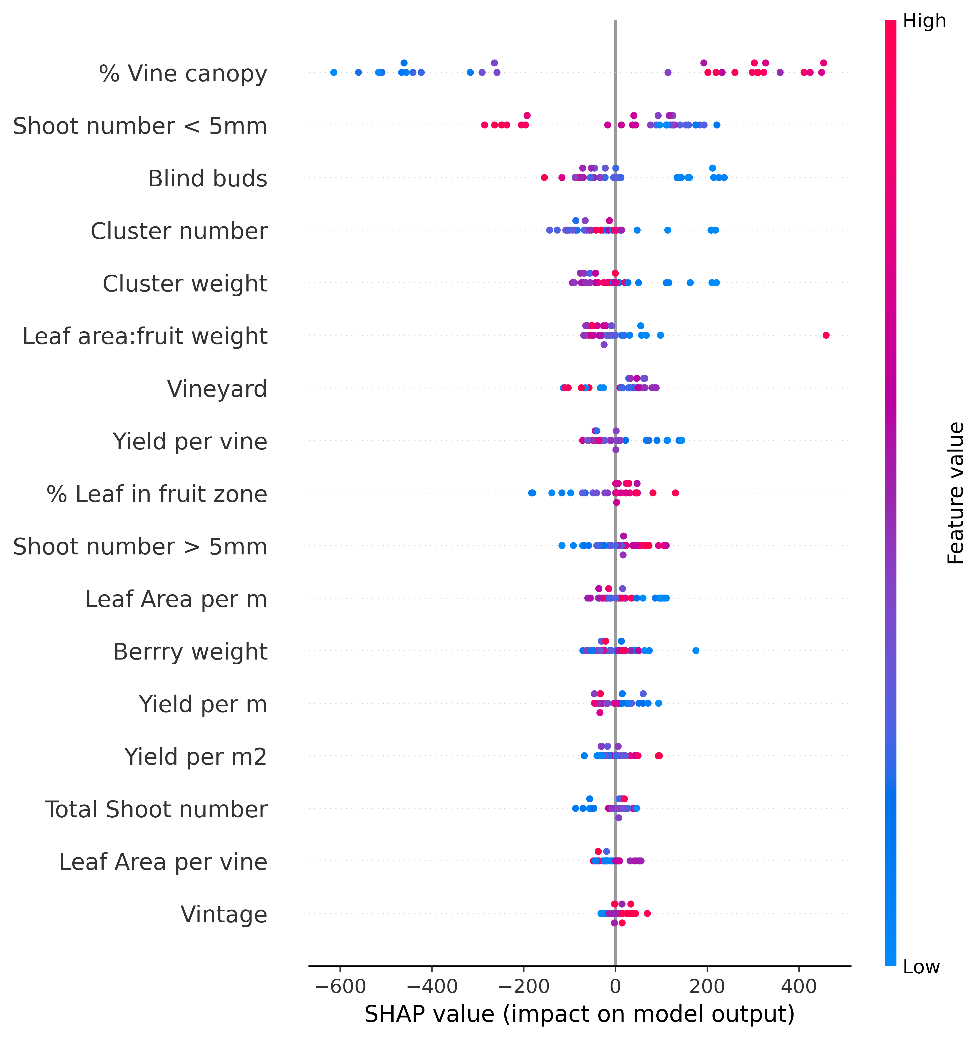 High
% Vine canopy
Shoot number < 5mm
Blind buds
Cluster number
Cluster weight
Leaf area:fruit weight
Vineyard
Yield per vine
% Leaf in fruit zone
Shoot number > 5mm
Leaf Area per m
Berrry weight
Yield per m
Yield per m2
Total Shoot number
Leaf Area per vine
Vintage
Feature value
Low
−600 −400 −200 0 200 400
SHAP value (impact on model output)